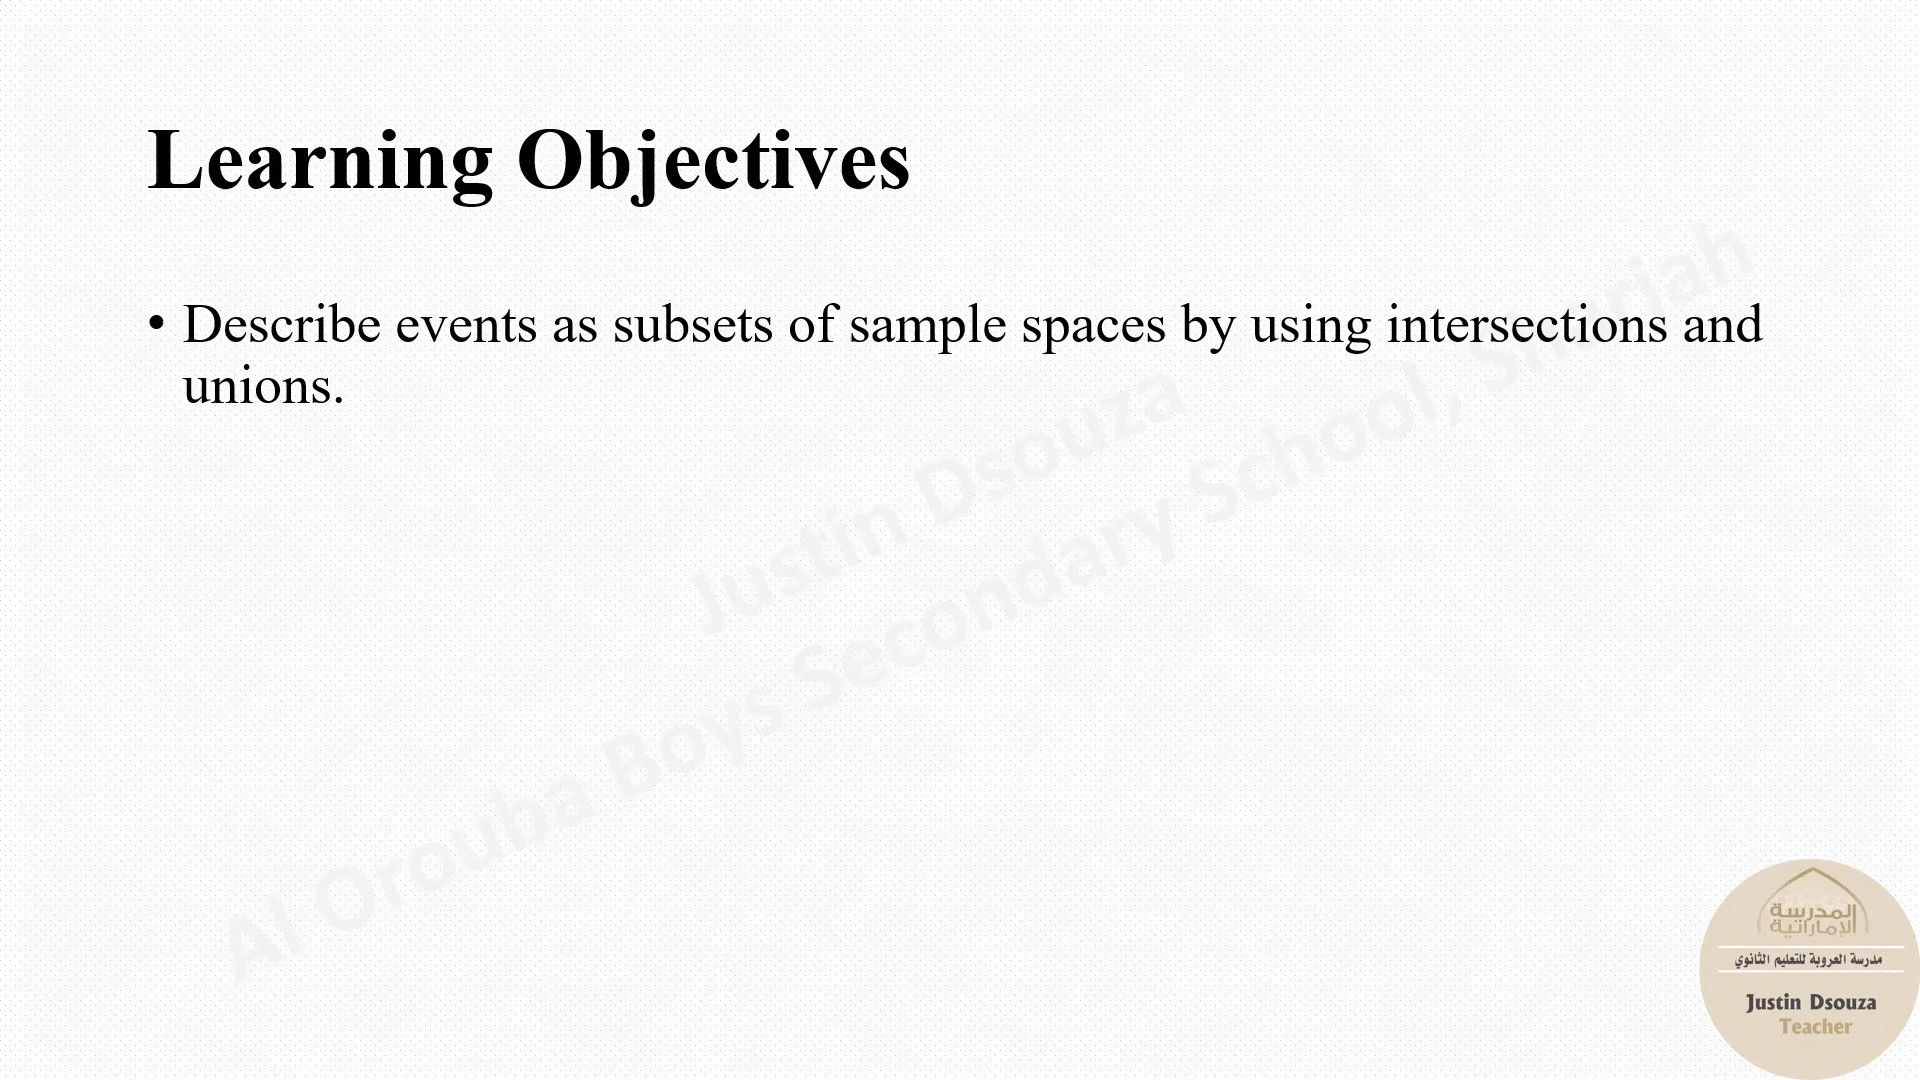 Learning Objectives
• Describe events as subsets of sample spaces by using intersections and
unions.
Justin Dsouza
Al Orouba Boys Secondary School, Sharjah
المدرسة
الإماراتية
مدرسة العروبة للتعليم الثانوي
Justin Dsouza
Teacher